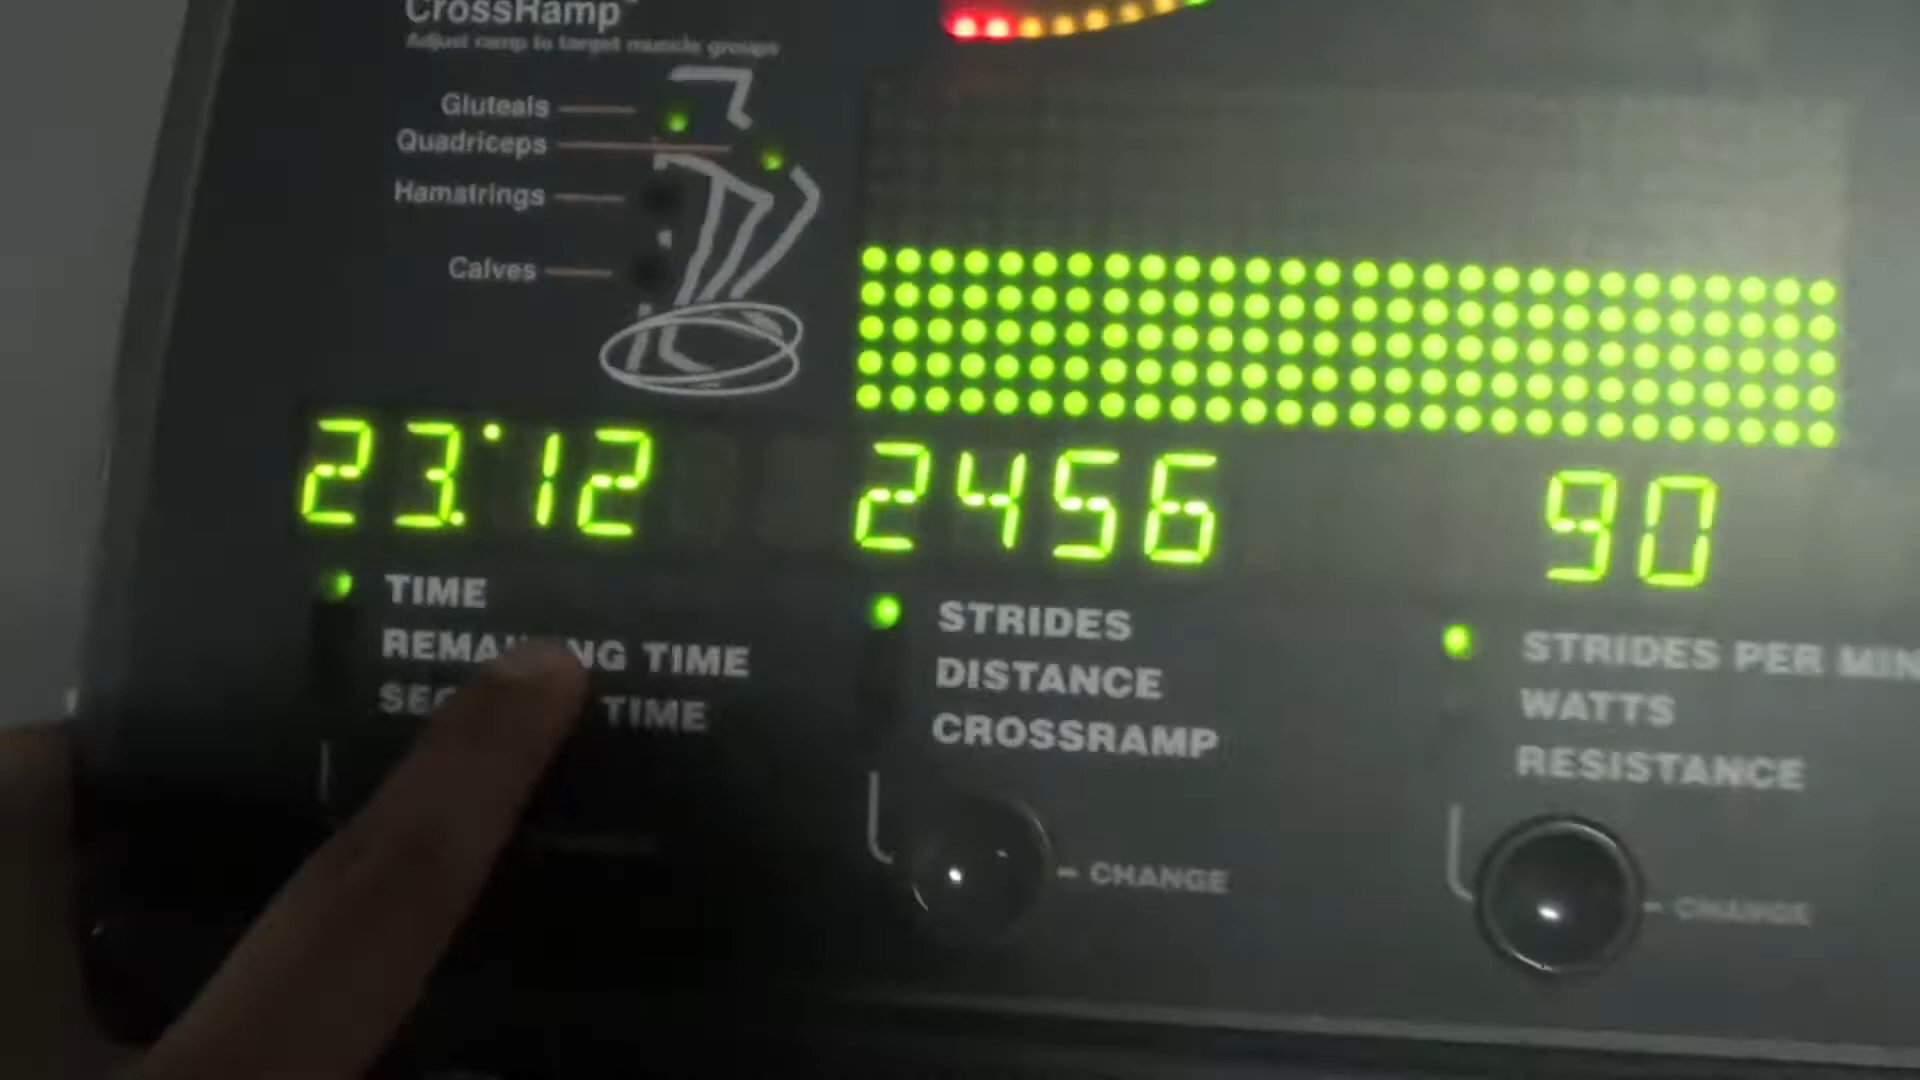 CrossRamp
Adjust ramp to target muscle groups
Gluteals
Quadriceps
Hamstrings
Calves
23:12
2456
90
TIME
REMAINING TIME
TIME
STRIDES
DISTANCE
CROSSRAMP
STRIDES PER MIN
WATTS
RESISTANCE
CHANGE
CHANGE